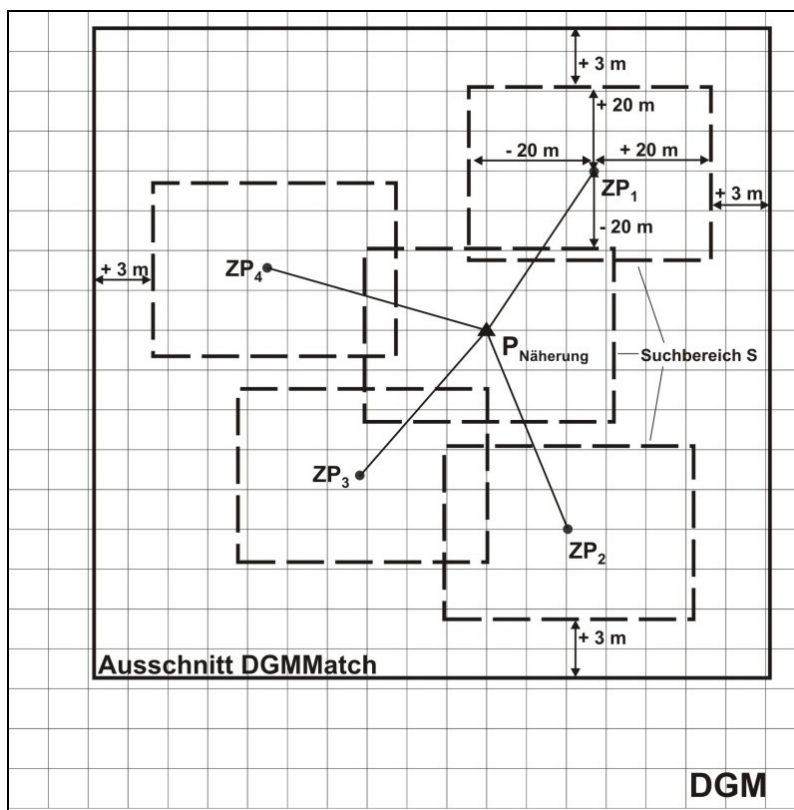 + 3 m
+ 20 m
- 20 m
+ 20 m
ZP1
+ 3 m
- 20 m
+ 3 m
ZP4
PNäherung
Suchbereich S
ZP3
ZP2
+ 3 m
Ausschnitt DGMMatch
DGM